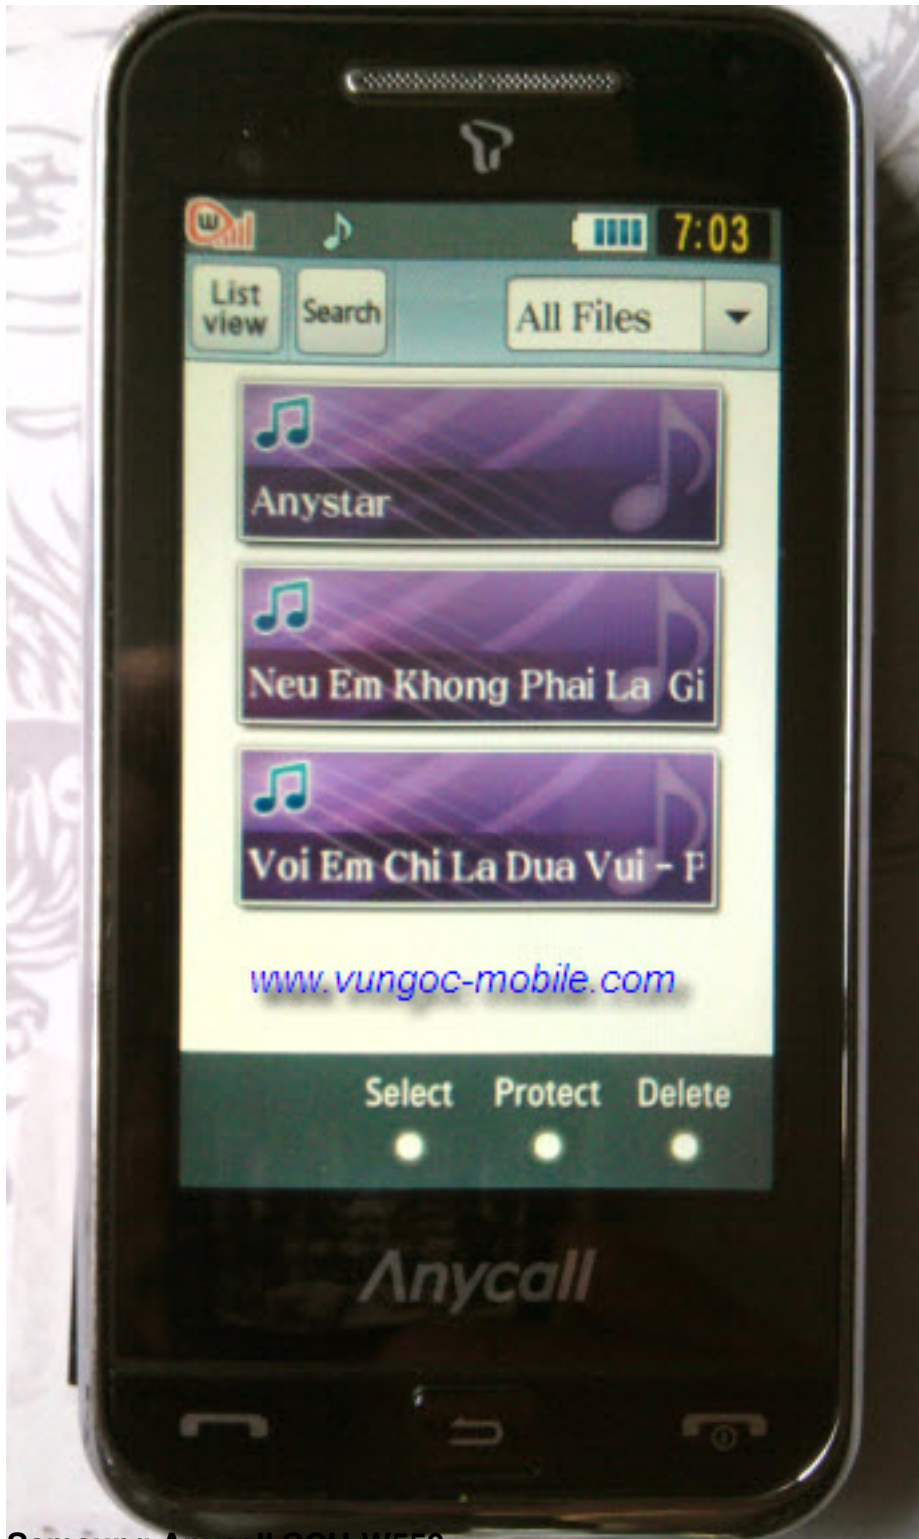 W
7:03
List view
Search
All Files
Anystar
Neu Em Khong Phai La Gi
Voi Em Chi La Dua Vui -
www.vungoc-mobile.com
Select Protect Delete
Anycall